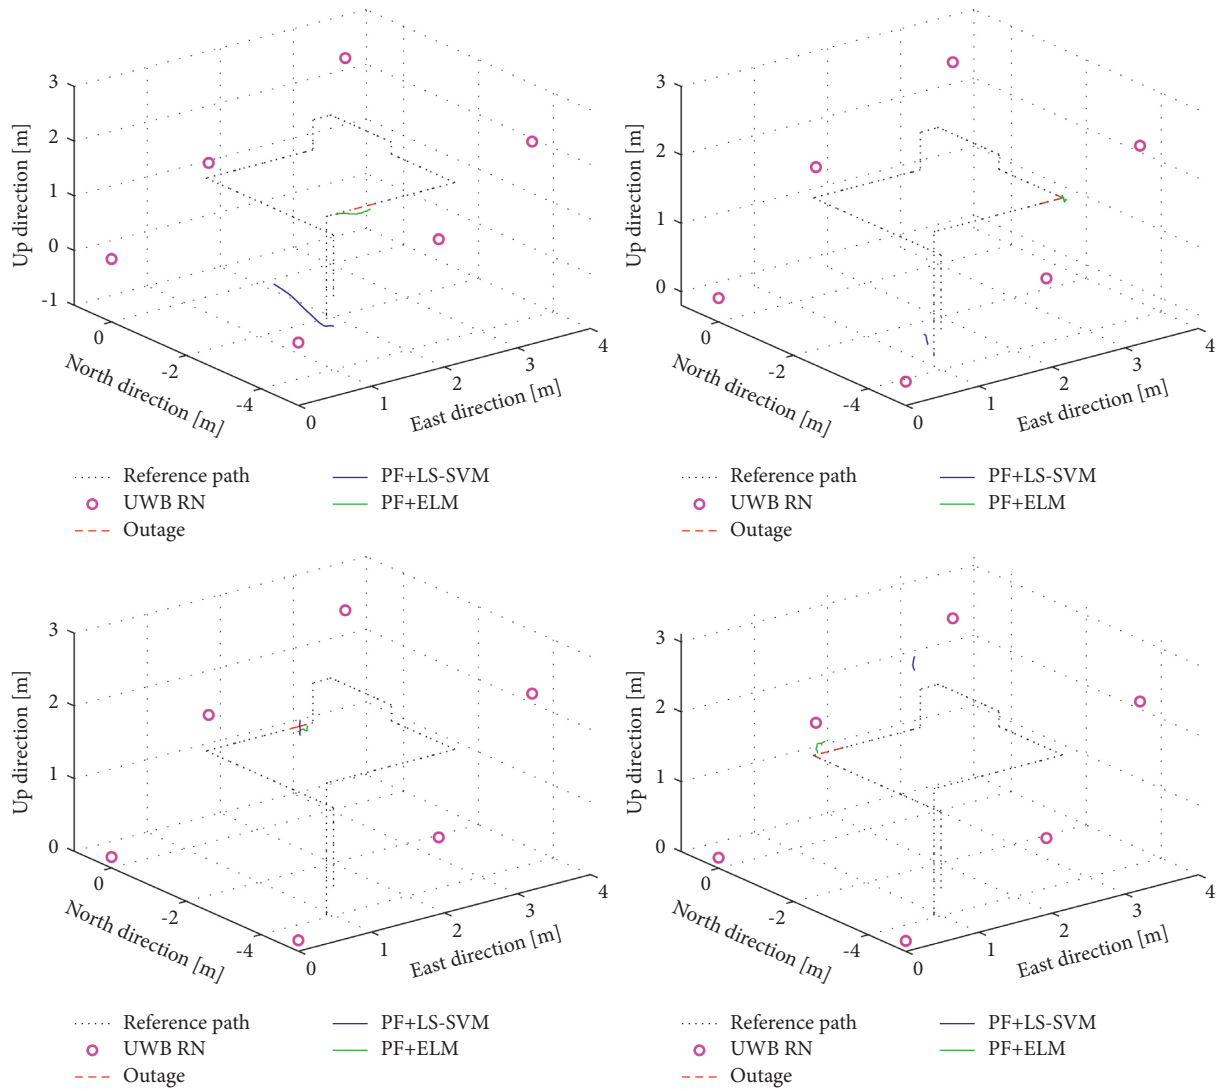 3
2
1
0
-1
Up direction [m]
0
-2
-4
North direction [m]
0
1
2
3
4
East direction [m]
Reference path
UWB RN
Outage
PF+LS-SVM
PF+ELM
3
2
1
0
Up direction [m]
0
-2
-4
North direction [m]
0
1
2
3
4
East direction [m]
Reference path
UWB RN
Outage
PF+LS-SVM
PF+ELM
3
2
1
0
Up direction [m]
0
-2
-4
North direction [m]
0
1
2
3
4
East direction [m]
Reference path
UWB RN
Outage
PF+LS-SVM
PF+ELM
3
2
1
0
Up direction [m]
0
-2
-4
North direction [m]
0
1
2
3
4
East direction [m]
Reference path
UWB RN
Outage
PF+LS-SVM
PF+ELM